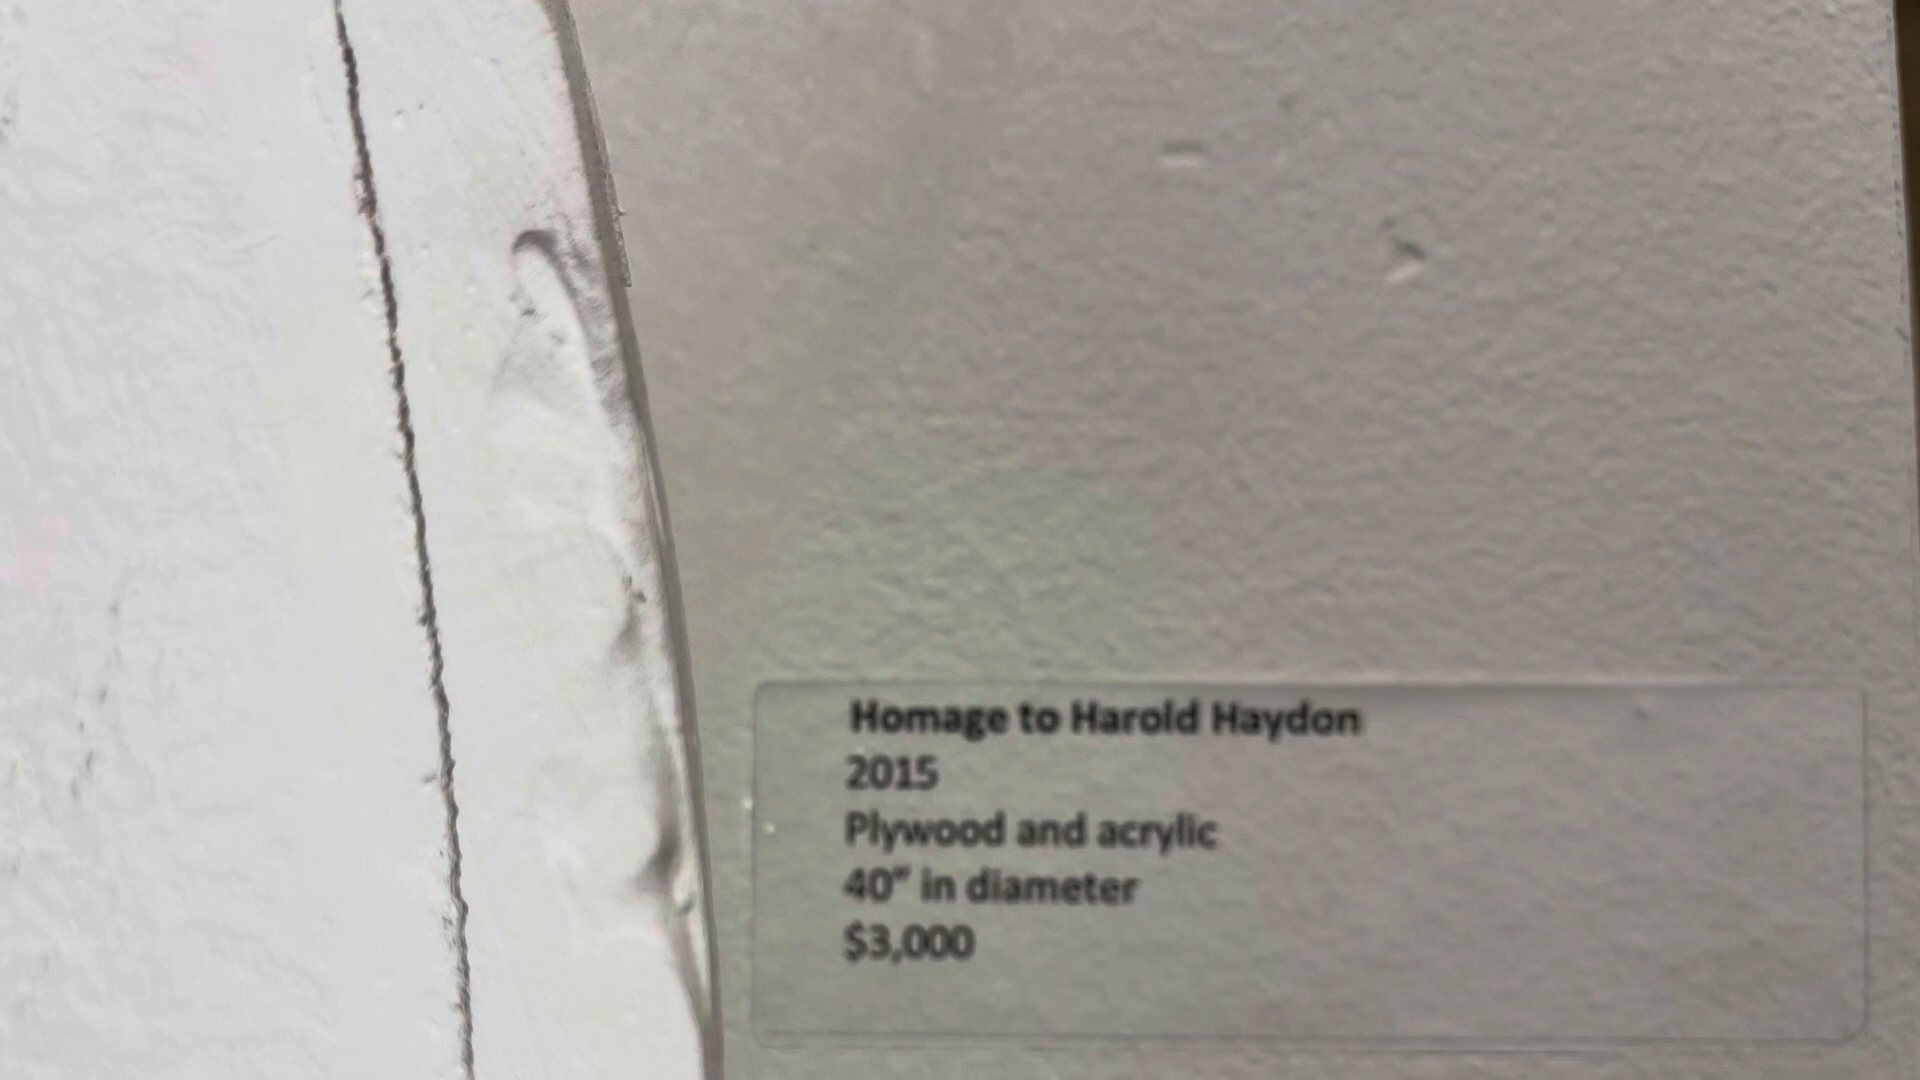 Homage to Harold Haydon
2015
Plywood and acrylic
40" in diameter
$3,000